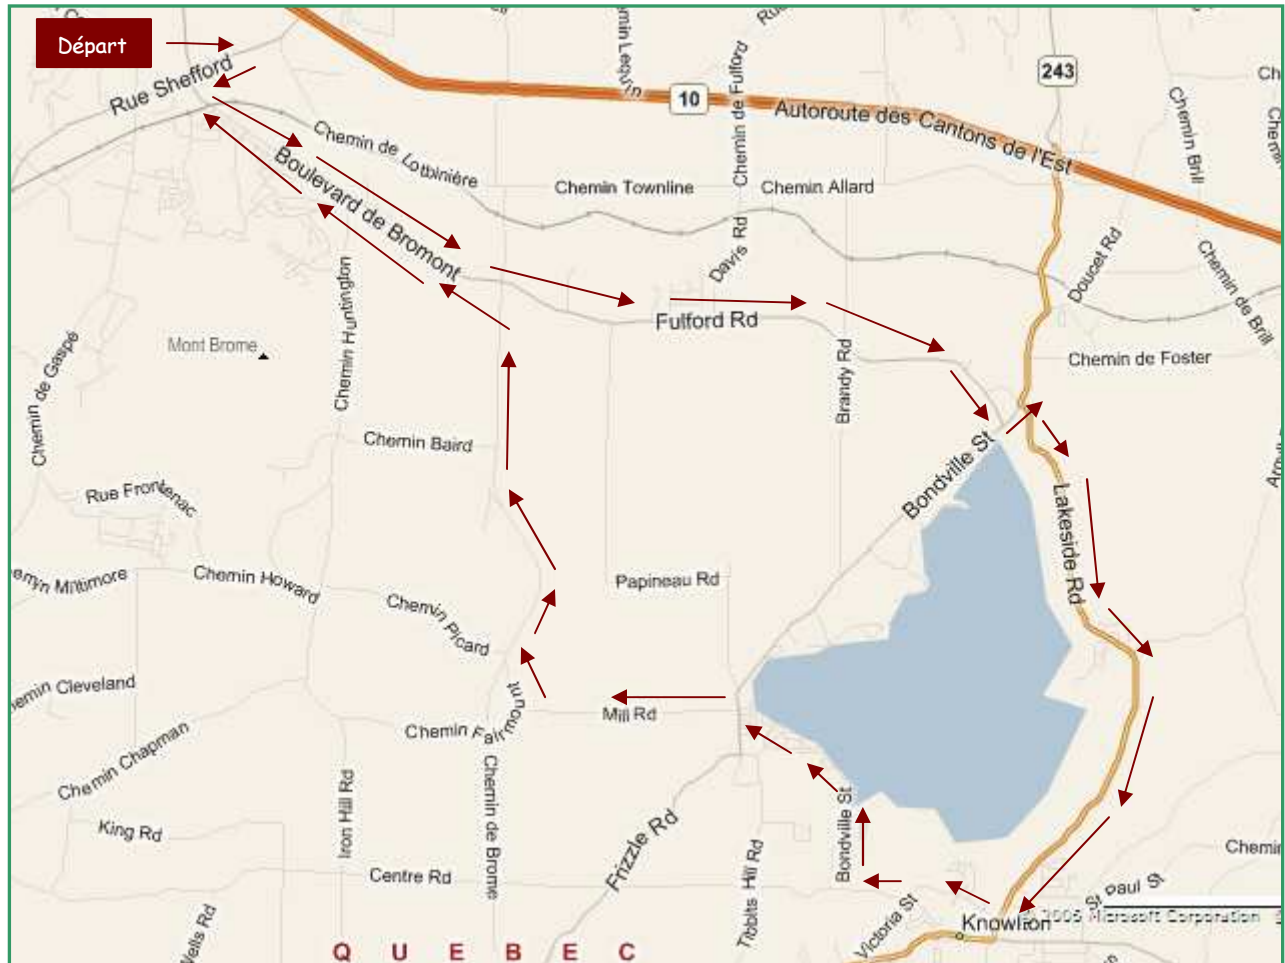 Départ
Rue Shefford
Chemin de Lotbinière
Boulevard de Bromont
Chemin Lequin
10
Chemin de Fulford
Autoroute des Cantons de l'Est
243
Chemin Brill
Chemin Townline
Chemin Allard
Davis Rd
Doucet Rd
Chemin de Brill
Chemin Huntington
Mont Brome
Chemin de Gaspé
Fulford Rd
Brandy Rd
Chemin de Foster
Chemin Baird
Bondville St
Rue Frontenac
Lakeside Rd
Chemin Howard
Chemin Picard
Papineau Rd
Mill Rd
Chemin Fairmount
Chemin Chapman
King Rd
Iron Hill Rd
Chemin de Brome
Centre Rd
Frizzle Rd
Tibbits Hill Rd
Bondville St
Victoria St
St Paul St
Knowlton
© 2005 Microsoft Corporation
QUEBEC